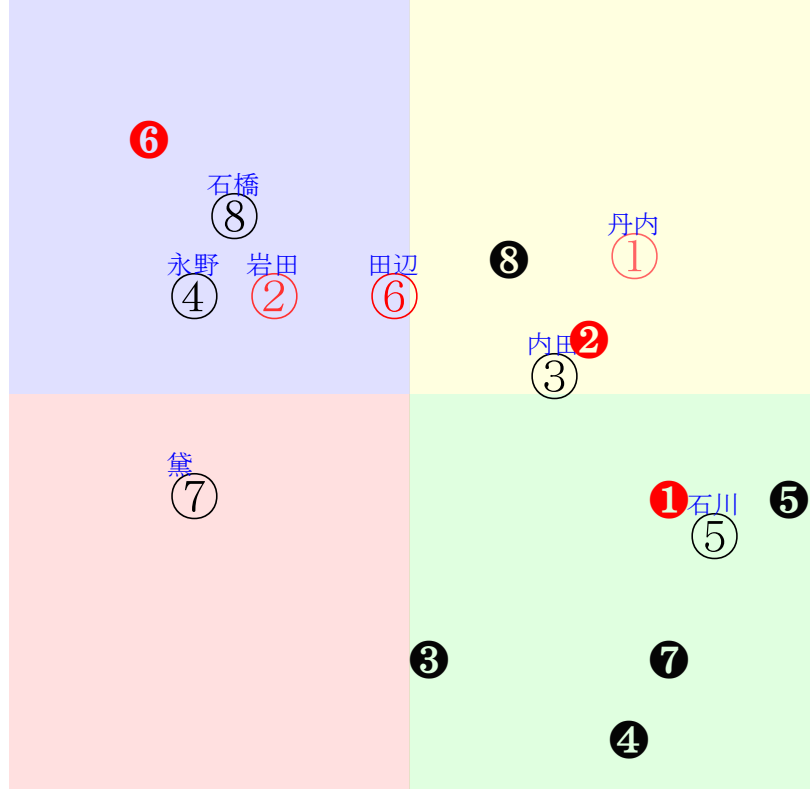 ❻
石橋
⑧
丹内
①
❽
永野
④
岩田
②
田辺
⑥
内田
③
❷
黛
⑦
❶
石川
⑤
❺
❸
❼
❹